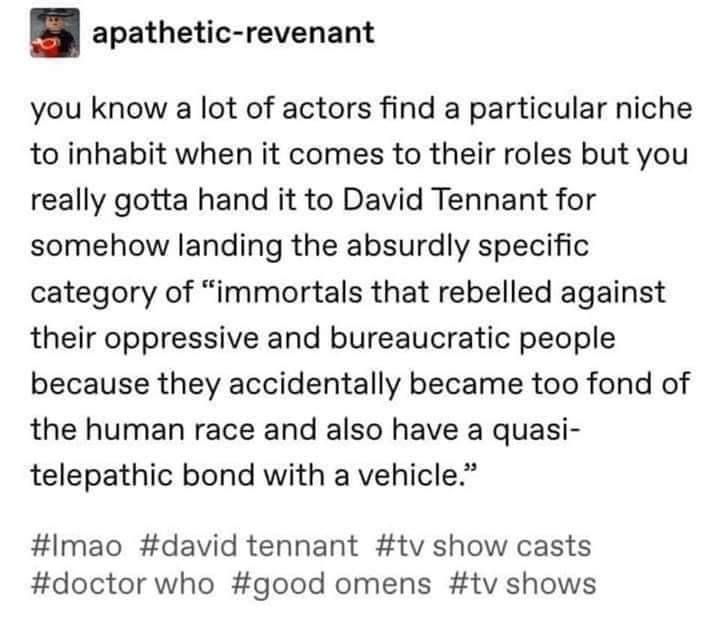 apathetic-revenant
you know a lot of actors find a particular niche
to inhabit when it comes to their roles but you
really gotta hand it to David Tennant for
somehow landing the absurdly specific
category of “immortals that rebelled against
their oppressive and bureaucratic people
because they accidentally became too fond of
the human race and also have a quasi-
telepathic bond with a vehicle.”
#lmao #david tennant #tv show casts
#doctor who #good omens #tv shows